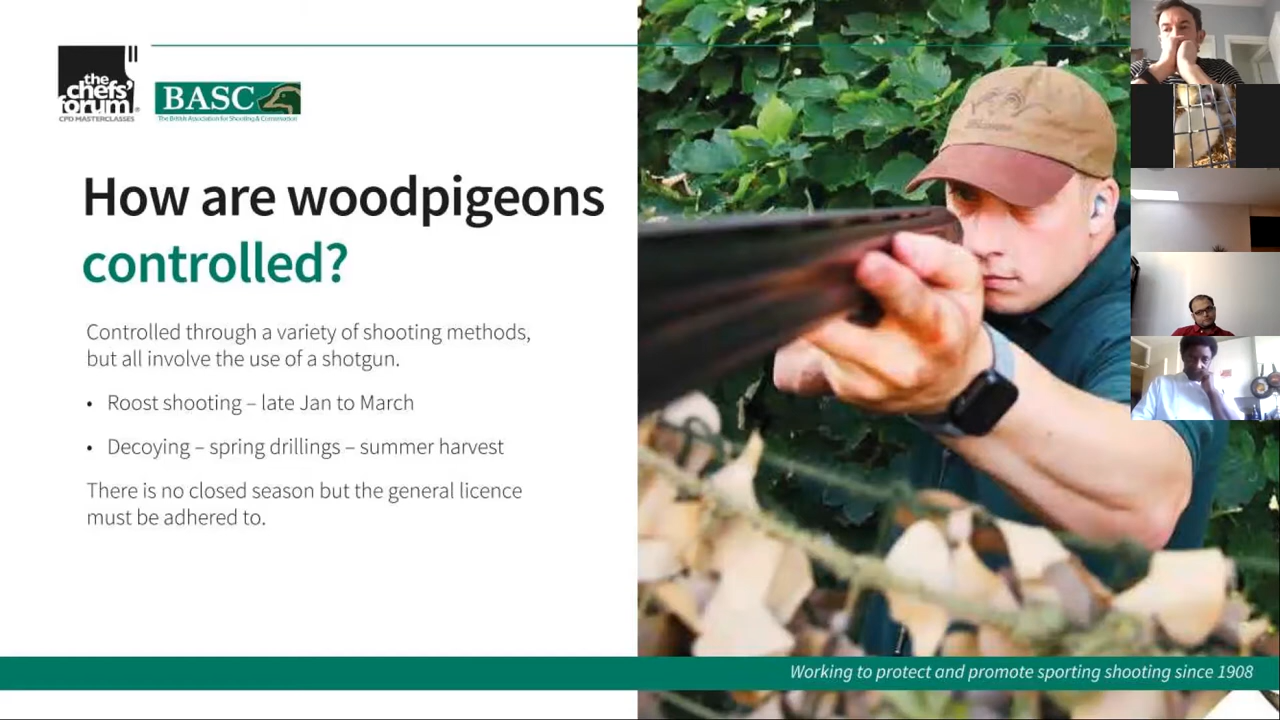 the
chefs'
forum
CPD MASTERCLASSES
BASC
The British Association for Shooting & Conservation
How are woodpigeons
controlled?
Controlled through a variety of shooting methods,
but all involve the use of a shotgun.
• Roost shooting – late Jan to March
• Decoying – spring drillings – summer harvest
There is no closed season but the general licence
must be adhered to.
Working to protect and promote sporting shooting since 1908